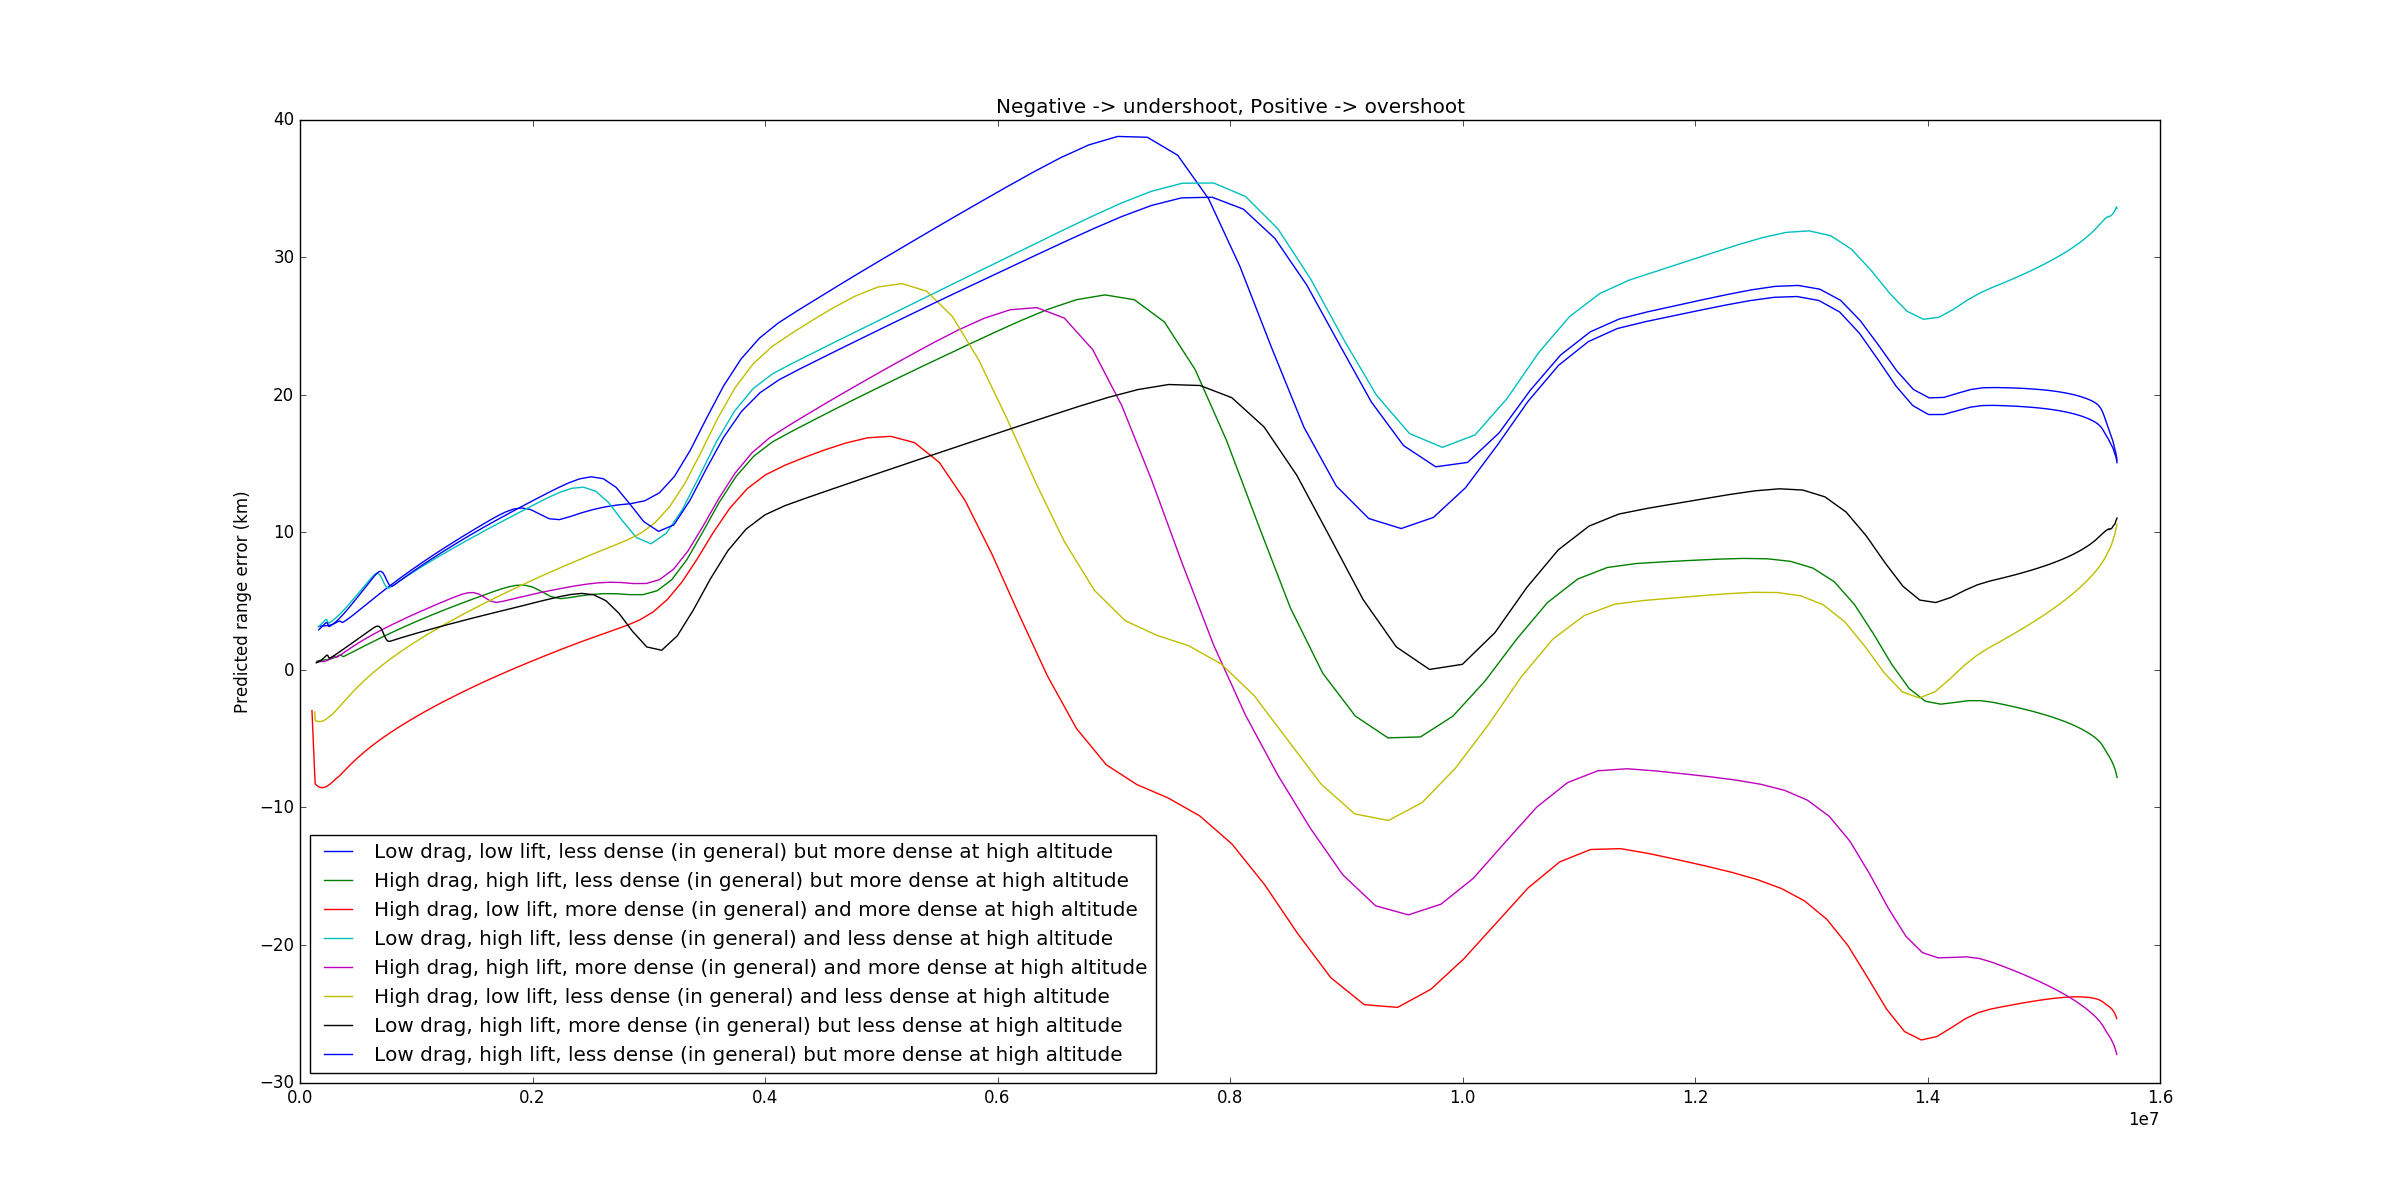 Negative -> undershoot, Positive -> overshoot
40
30
20
10
0
−10
−20
−30
Predicted range error (km)
Low drag, low lift, less dense (in general) but more dense at high altitude
High drag, high lift, less dense (in general) but more dense at high altitude
High drag, low lift, more dense (in general) and more dense at high altitude
Low drag, high lift, less dense (in general) and less dense at high altitude
High drag, high lift, more dense (in general) and more dense at high altitude
High drag, low lift, less dense (in general) and less dense at high altitude
Low drag, high lift, more dense (in general) but less dense at high altitude
Low drag, high lift, less dense (in general) but more dense at high altitude
0.0 0.2 0.4 0.6 0.8 1.0 1.2 1.4 1.6
1e7